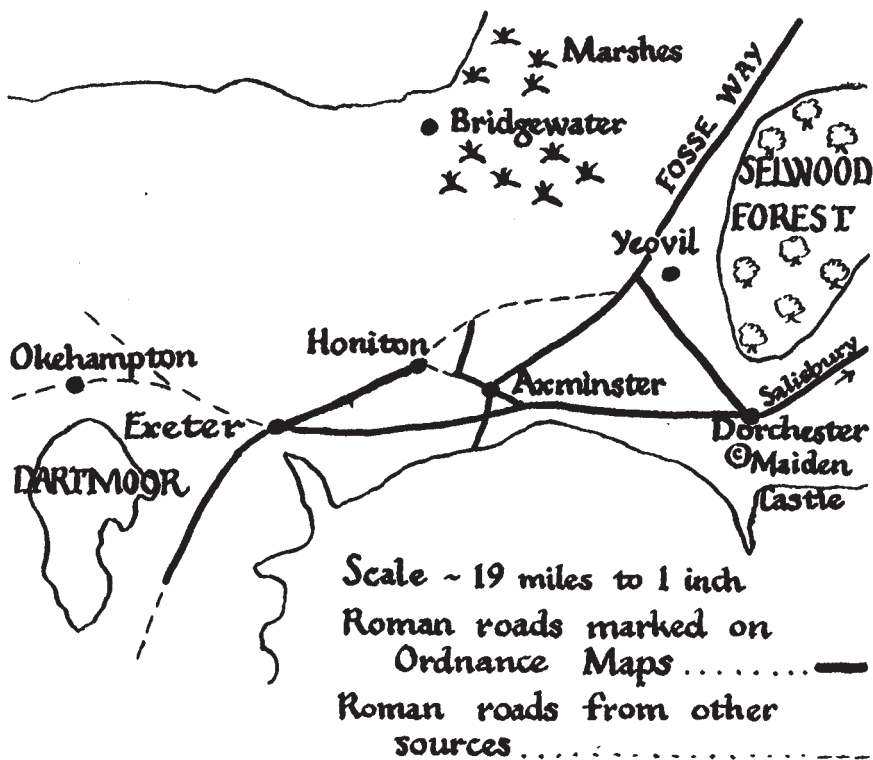 Marshes
Bridgewater
FOSSE WAY
SELWOOD
FOREST
Yeovil
Honiton
Okehampton
Axminster
Salisbury
Exeter
Dorchester
DARTMOOR
Maiden
Castle
Scale ~ 19 miles to 1 inch
Roman roads marked on
Ordnance Maps ........
Roman roads from other
sources ................